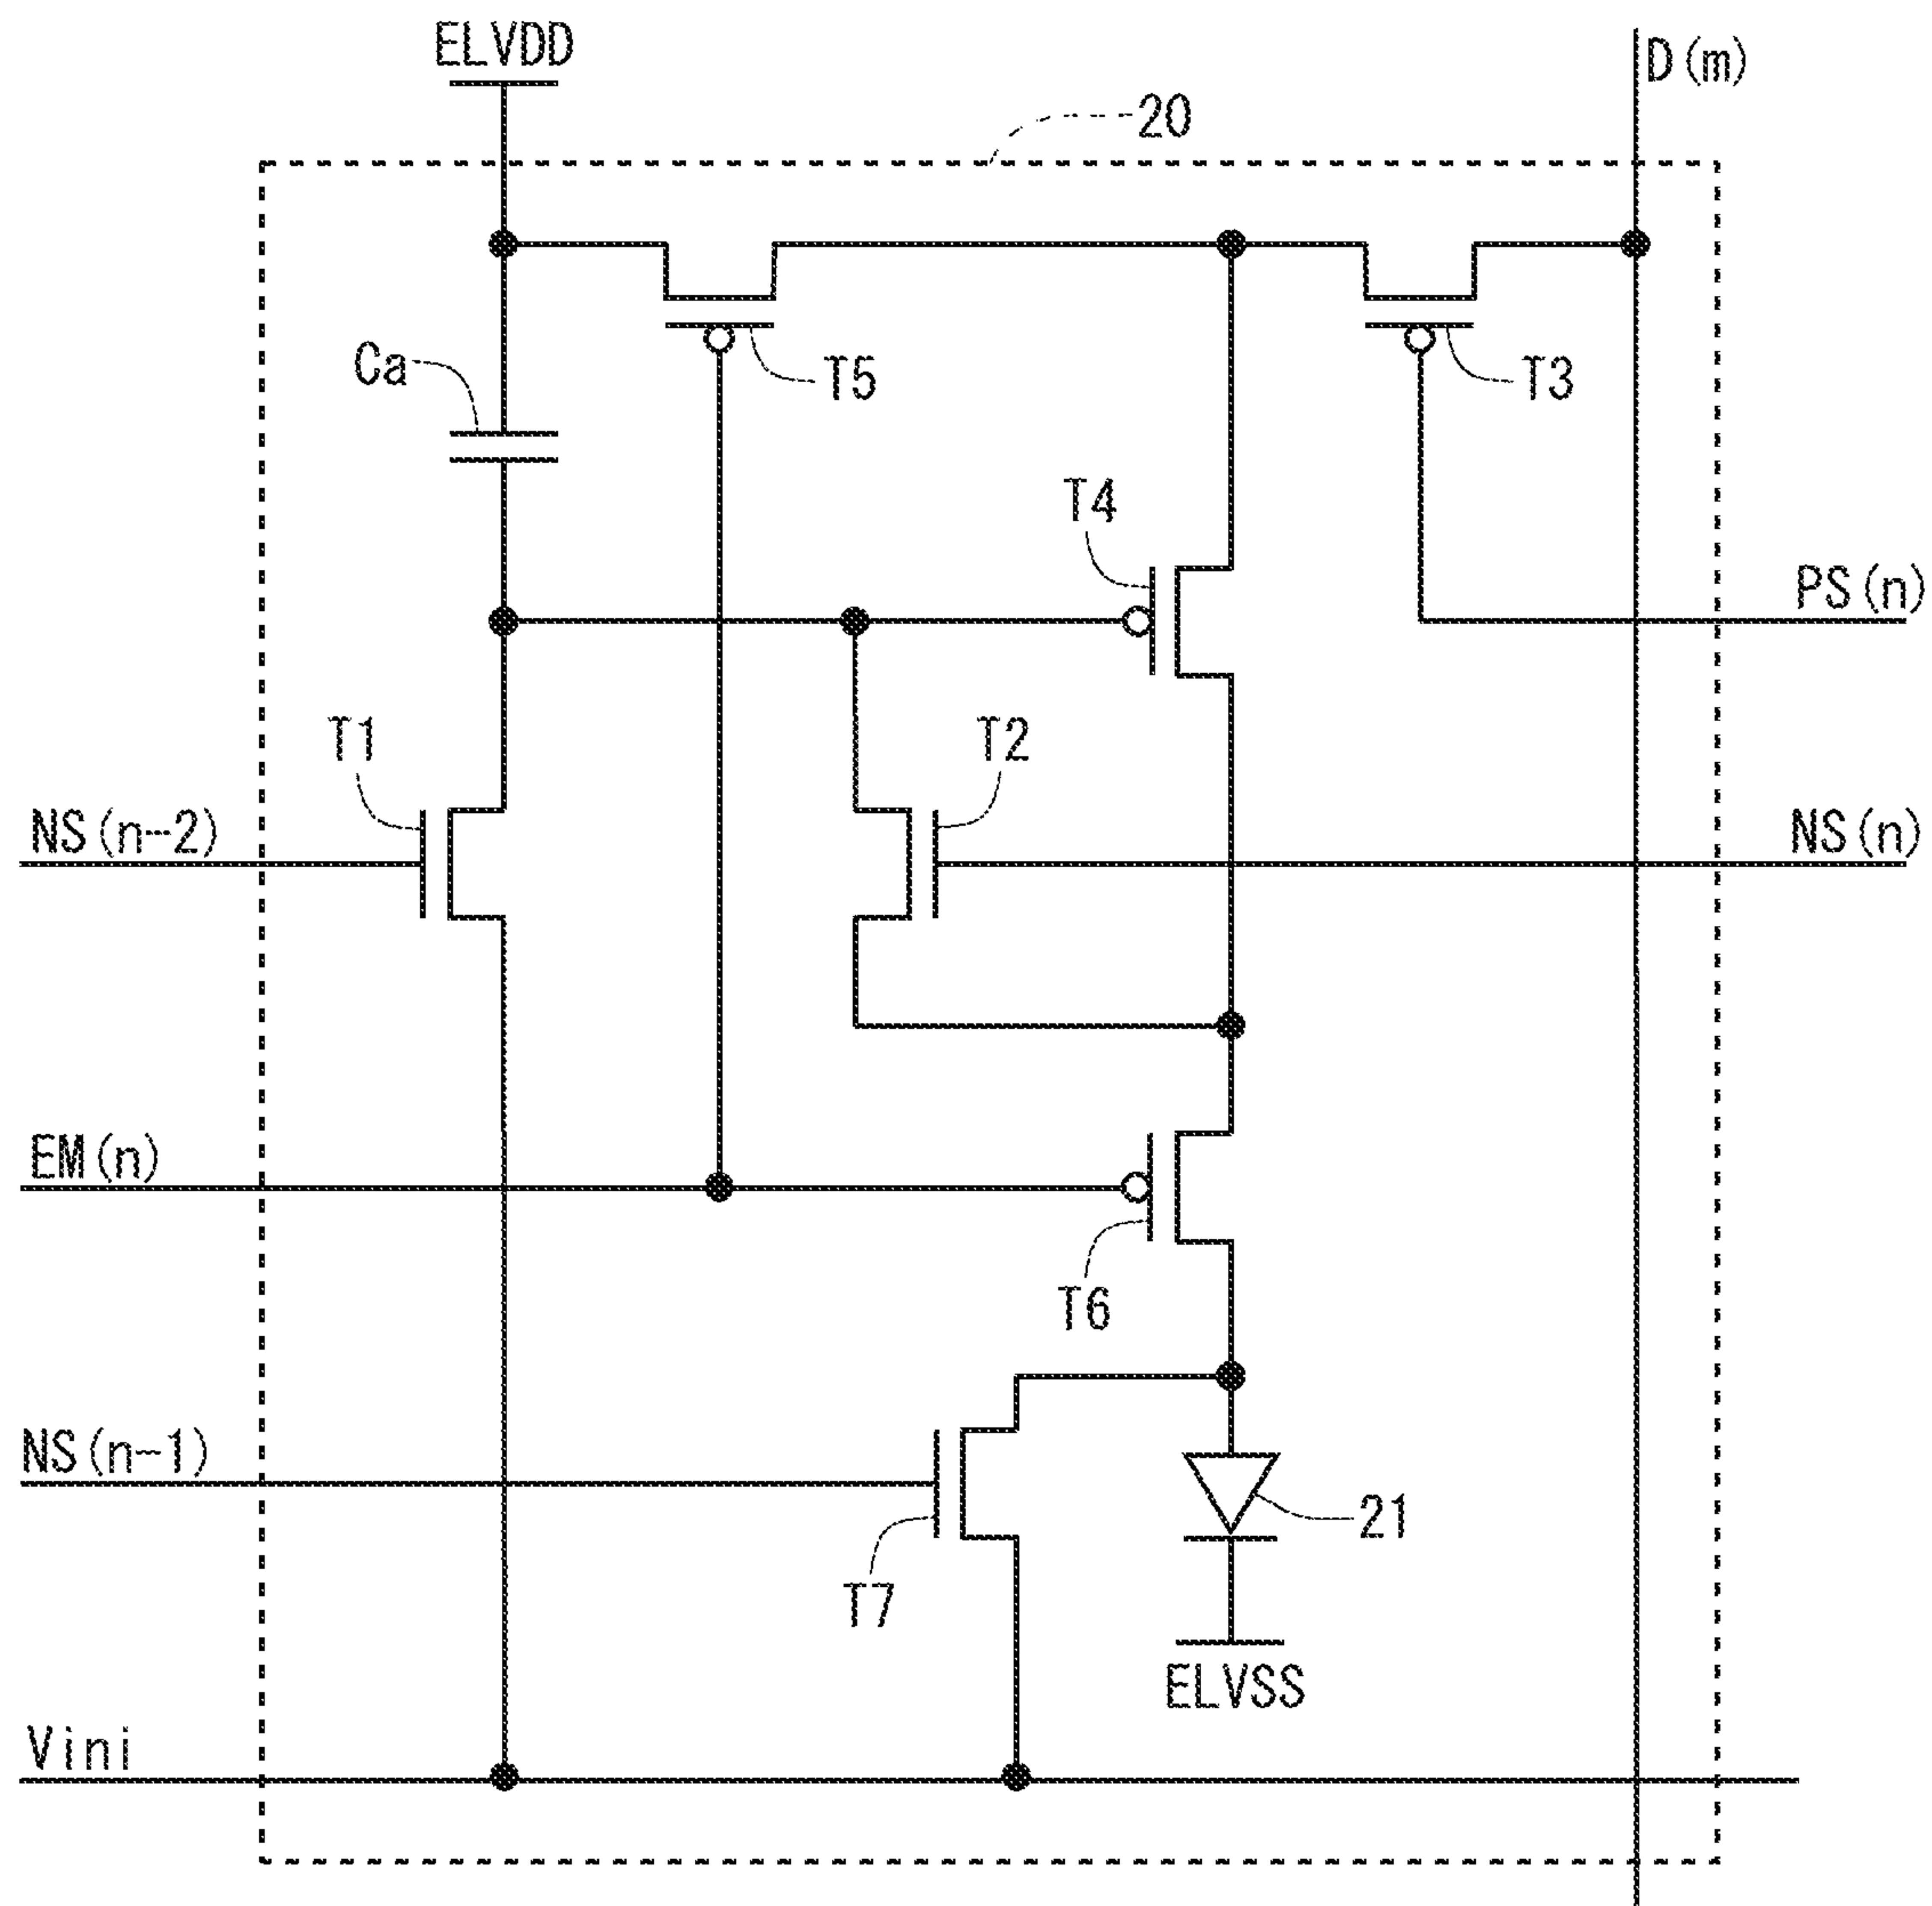 ELVDD
D(m)
20
Ca
T5
T3
T4
PS(n)
T1
T2
NS(n-2)
NS(n)
EM(n)
T6
NS(n-1)
21
T7
ELVSS
Vini